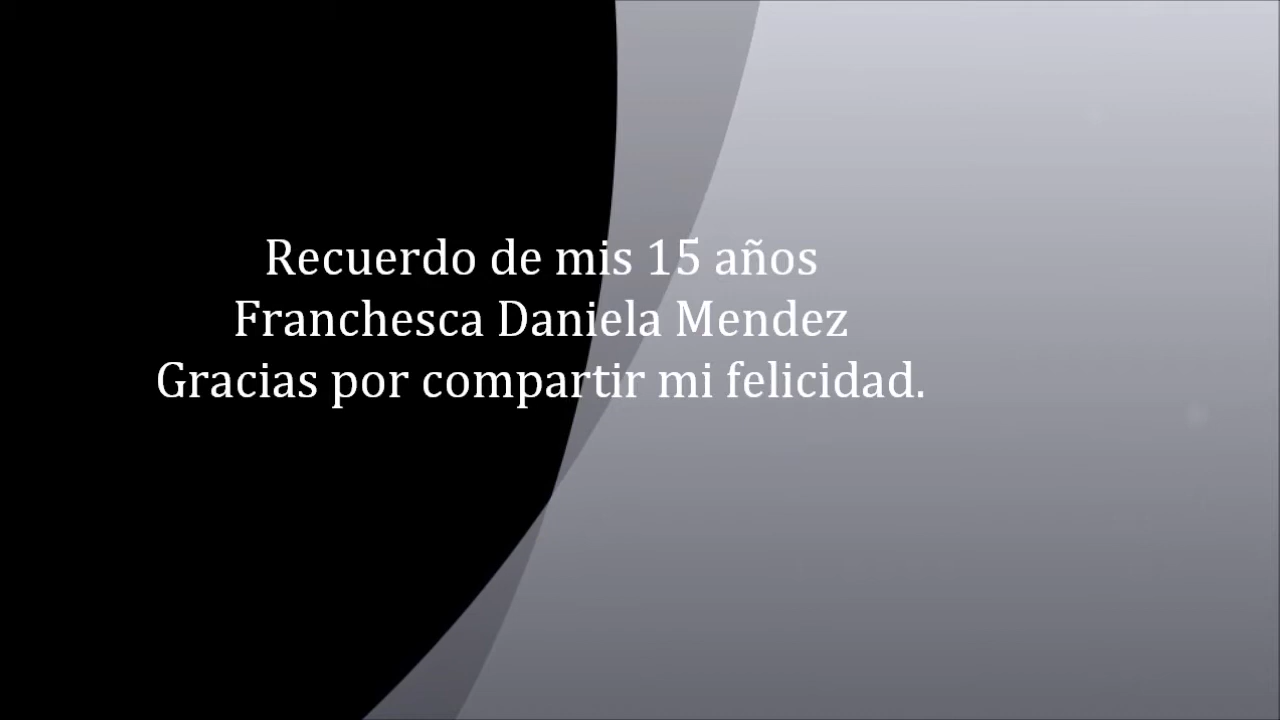 Recuerdo de mis 15 años
Franchesca Daniela Mendez
Gracias por compartir mi felicidad.